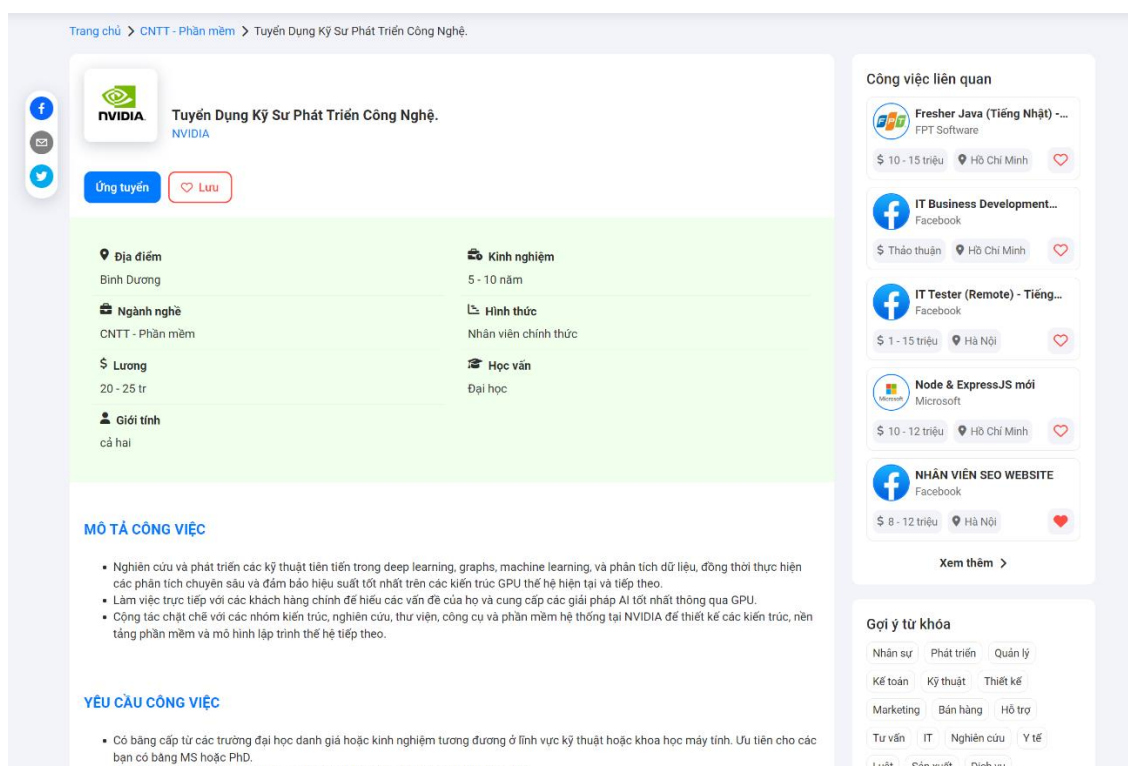 Trang chủ > CNTT - Phần mềm > Tuyển Dụng Kỹ Sư Phát Triển Công Nghệ.
NVIDIA
Tuyển Dụng Kỹ Sư Phát Triển Công Nghệ.
NVIDIA
Ứng tuyển
Lưu
Địa điểm
Bình Dương
Kinh nghiệm
5 - 10 năm
Ngành nghề
CNTT - Phần mềm
Hình thức
Nhân viên chính thức
$ Lương
20 - 25 tr
Học vấn
Đại học
Giới tính
cả hai
MÔ TẢ CÔNG VIỆC
• Nghiên cứu và phát triển các kỹ thuật tiên tiến trong deep learning, graphs, machine learning, và phân tích dữ liệu, đồng thời thực hiện
các phân tích chuyên sâu và đảm bảo hiệu suất tốt nhất trên các kiến trúc GPU thế hệ hiện tại và tiếp theo.
• Làm việc trực tiếp với các khách hàng chính để hiểu các vấn đề của họ và cung cấp các giải pháp AI tốt nhất thông qua GPU.
• Cộng tác chặt chẽ với các nhóm kiến trúc, nghiên cứu, thư viện, công cụ và phần mềm hệ thống tại NVIDIA để thiết kế các kiến trúc, nền
tảng phần mềm và mô hình lập trình thế hệ tiếp theo.
YÊU CẦU CÔNG VIỆC
• Có bằng cấp từ các trường đại học danh giá hoặc kinh nghiệm tương đương ở lĩnh vực kỹ thuật hoặc khoa học máy tính. Ưu tiên cho các
bạn có bằng MS hoặc PhD.
Công việc liên quan
FPT
Fresher Java (Tiếng Nhật) -...
FPT Software
$ 10 - 15 triệu Hồ Chí Minh
IT Business Development...
Facebook
$ Thỏa thuận Hồ Chí Minh
IT Tester (Remote) - Tiếng...
Facebook
$ 1 - 15 triệu Hà Nội
Microsoft
Node & ExpressJS mới
Microsoft
$ 10 - 12 triệu Hồ Chí Minh
NHÂN VIÊN SEO WEBSITE
Facebook
$ 8 - 12 triệu Hà Nội
Xem thêm >
Gợi ý từ khóa
Nhân sự Phát triển Quản lý
Kế toán Kỹ thuật Thiết kế
Marketing Bán hàng Hỗ trợ
Tư vấn IT Nghiên cứu Y tế
Luật Sản xuất Dịch vụ